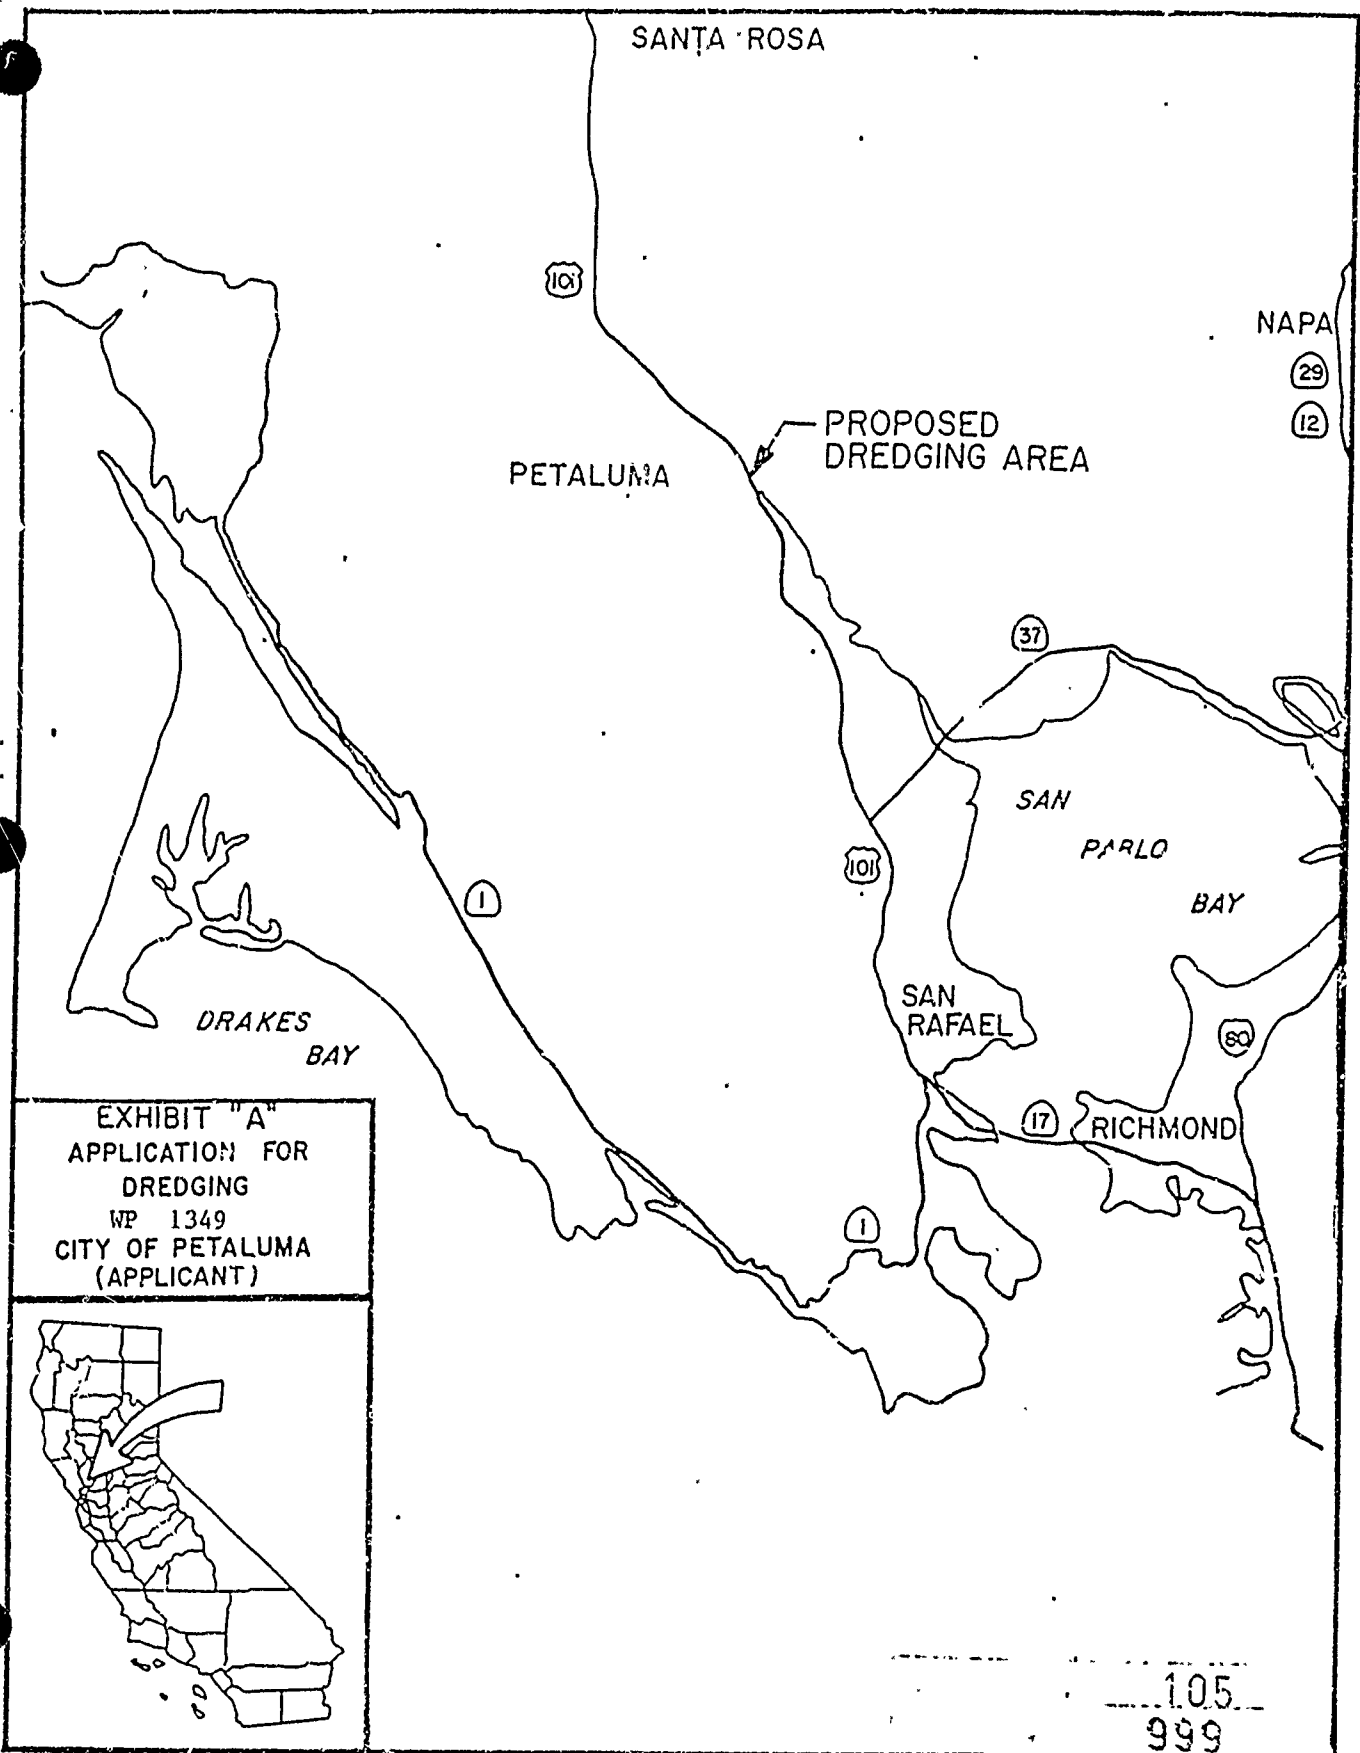 SANTA ROSA
101
NAPA
29
12
PROPOSED
DREDGING AREA
PETALUMA
37
SAN
PABLO
BAY
101
1
SAN
RAFAEL
DRAKES
BAY
80
17
RICHMOND
1
EXHIBIT "A"
APPLICATION FOR
DREDGING
WP 1349
CITY OF PETALUMA
(APPLICANT)
105
999